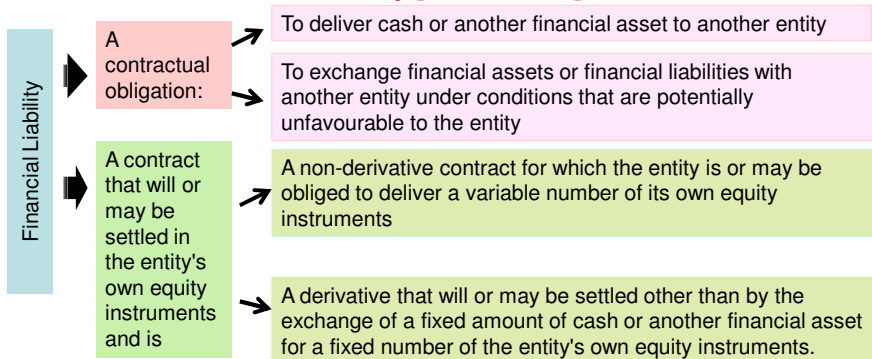 Financial Liability
A
contractual
obligation:
To deliver cash or another financial asset to another entity
To exchange financial assets or financial liabilities with
another entity under conditions that are potentially
unfavourable to the entity
A contract
that will or
may be
settled in
the entity's
own equity
instruments
and is
A non-derivative contract for which the entity is or may be
obliged to deliver a variable number of its own equity
instruments
A derivative that will or may be settled other than by the
exchange of a fixed amount of cash or another financial asset
for a fixed number of the entity's own equity instruments.